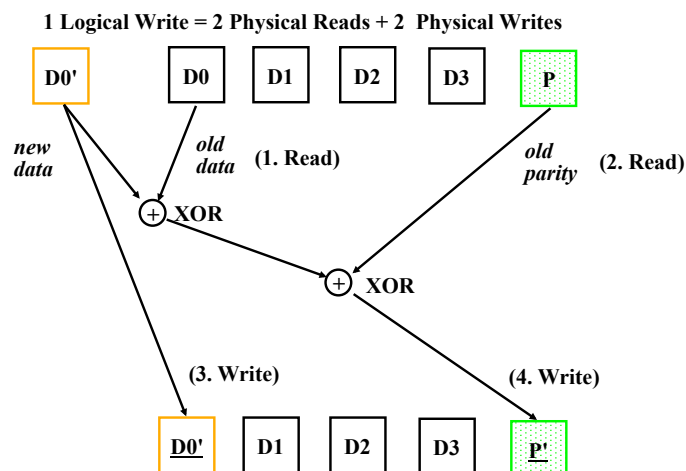 1 Logical Write = 2 Physical Reads + 2 Physical Writes
D0' D0 D1 D2 D3 P
new
data
old
data
(1. Read)
old
parity
(2. Read)
+ XOR
+ XOR
(3. Write)
(4. Write)
D0' D1 D2 D3 P'